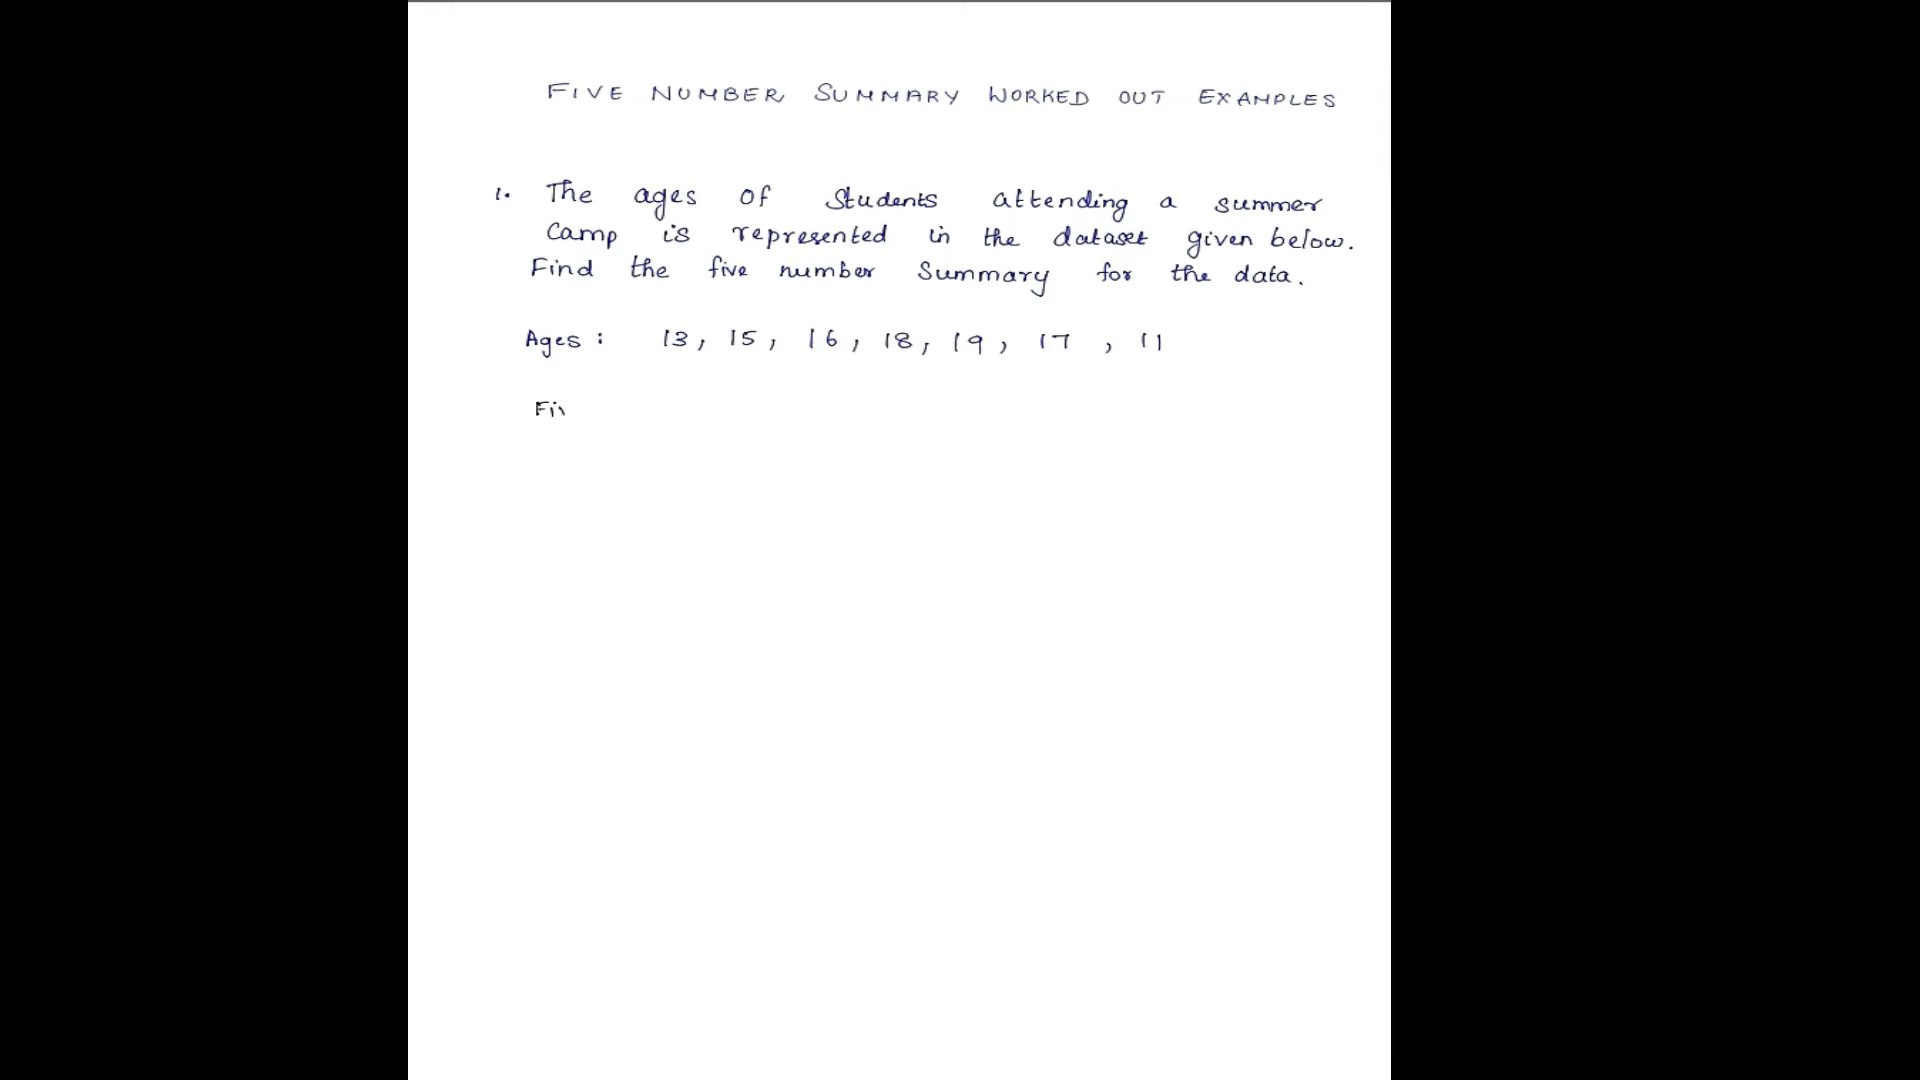 FIVE NUMBER SUMMARY WORKED OUT EXAMPLES
1. The ages of Students attending a summer
Camp is represented in the dataset given below.
Find the five number Summary for the data.
Ages : 13, 15, 16, 18, 19, 17, 11